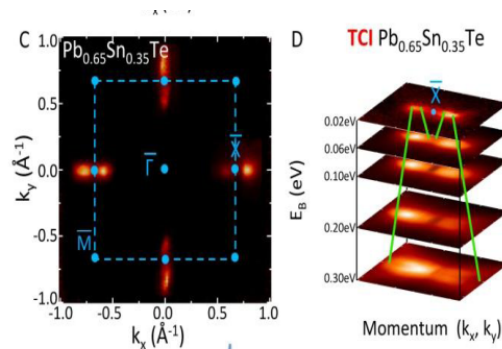 C
Pb0.65Sn0.35Te
1.0
0.5
0.0
-0.5
-1.0
-1.0
-0.5
0.0
0.5
1.0
ky (Å-1)
kx (Å-1)
Γ̅
X̅
M̅
D
TCI Pb0.65Sn0.35Te
X̅
0.02eV
0.06eV
0.10eV
0.20eV
0.30eV
EB (eV)
Momentum (kx, ky)